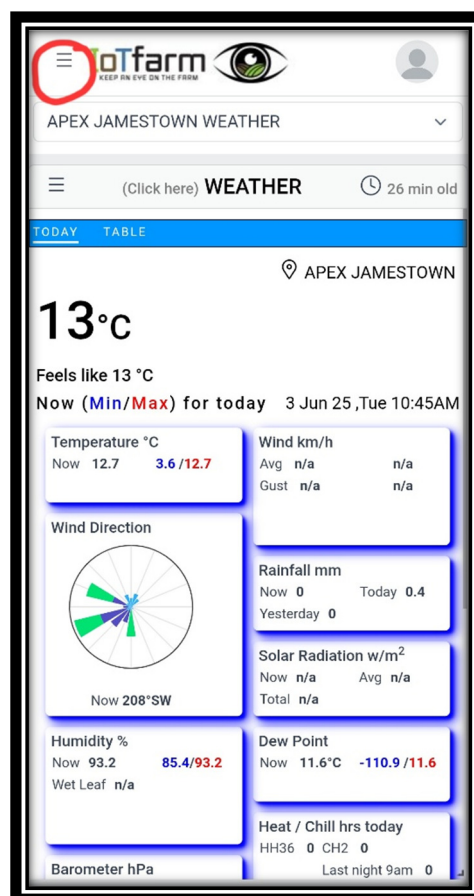 IoTfarm
KEEP AN EYE ON THE FARM
APEX JAMESTOWN WEATHER
(Click here) WEATHER
26 min old
TODAY TABLE
APEX JAMESTOWN
13°C
Feels like 13 °C
Now (Min/Max) for today 3 Jun 25 ,Tue 10:45AM
Temperature °C
Now 12.7 3.6 /12.7
Wind km/h
Avg n/a n/a
Gust n/a n/a
Wind Direction
Now 208°SW
Rainfall mm
Now 0 Today 0.4
Yesterday 0
Solar Radiation w/m²
Now n/a Avg n/a
Total n/a
Humidity %
Now 93.2 85.4/93.2
Wet Leaf n/a
Dew Point
Now 11.6°C -110.9 /11.6
Heat / Chill hrs today
HH36 0 CH2 0
Last night 9am 0
Barometer hPa